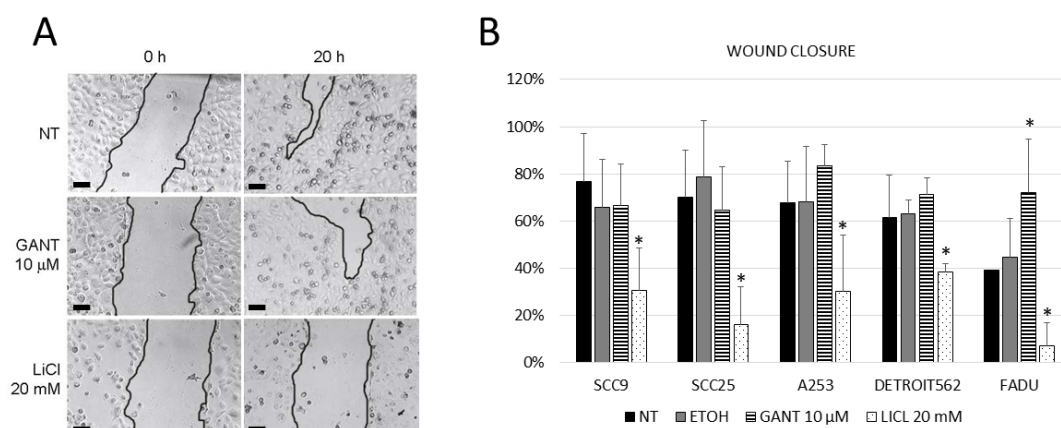 A
0 h 20 h
NT
GANT
10 µM
LiCl
20 mM
B
WOUND CLOSURE
120%
100%
80%
60%
40%
20%
0%
* * * * * *
SCC9 SCC25 A253 DETROIT562 FADU
NT ETOH GANT 10 µM LICL 20 mM